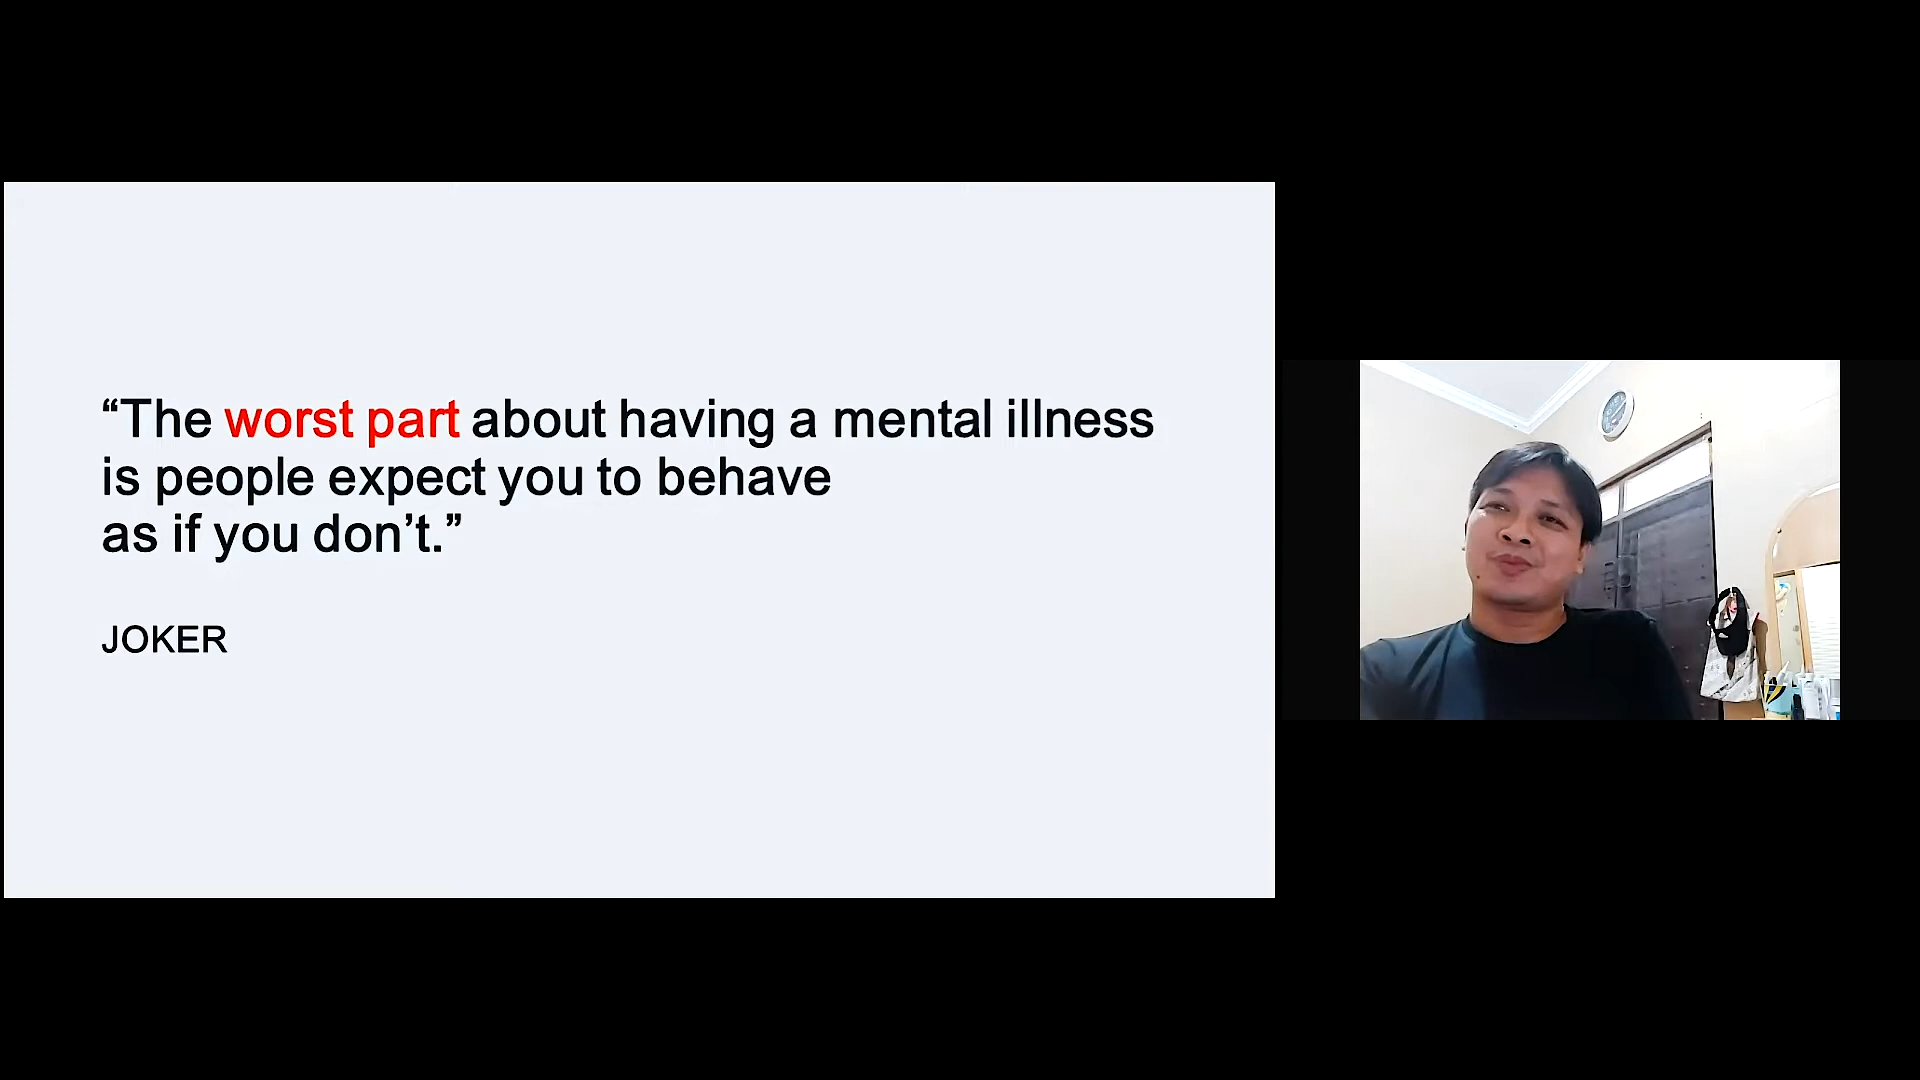 “The worst part about having a mental illness
is people expect you to behave
as if you don’t.”
JOKER